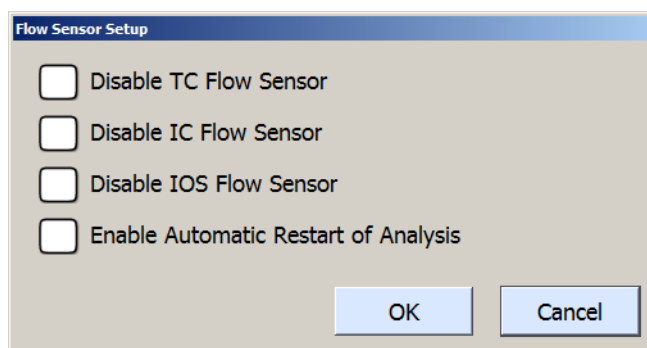 Flow Sensor Setup
Disable TC Flow Sensor
Disable IC Flow Sensor
Disable IOS Flow Sensor
Enable Automatic Restart of Analysis
OK Cancel